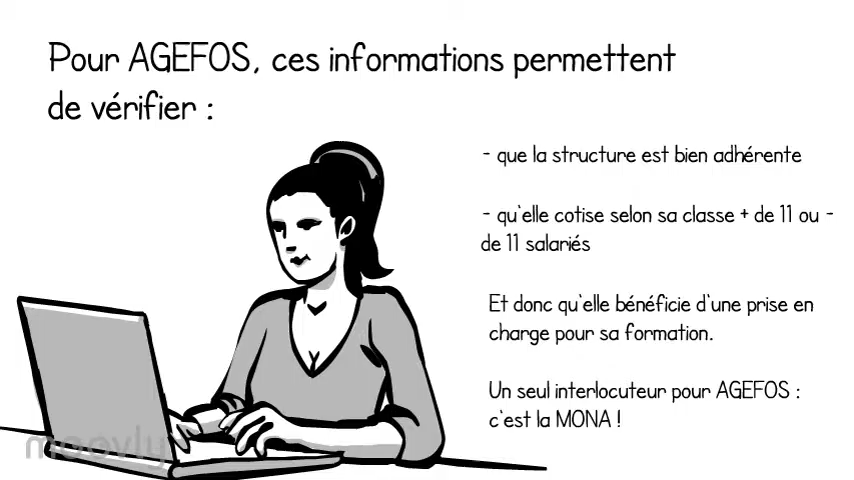 Pour AGEFOS, ces informations permettent
de vérifier :
- que la structure est bien adhérente
- qu'elle cotise selon sa classe + de 11 ou -
de 11 salariés
Et donc qu'elle bénéficie d'une prise en
charge pour sa formation.
Un seul interlocuteur pour AGEFOS :
c'est la MONA !
moovly